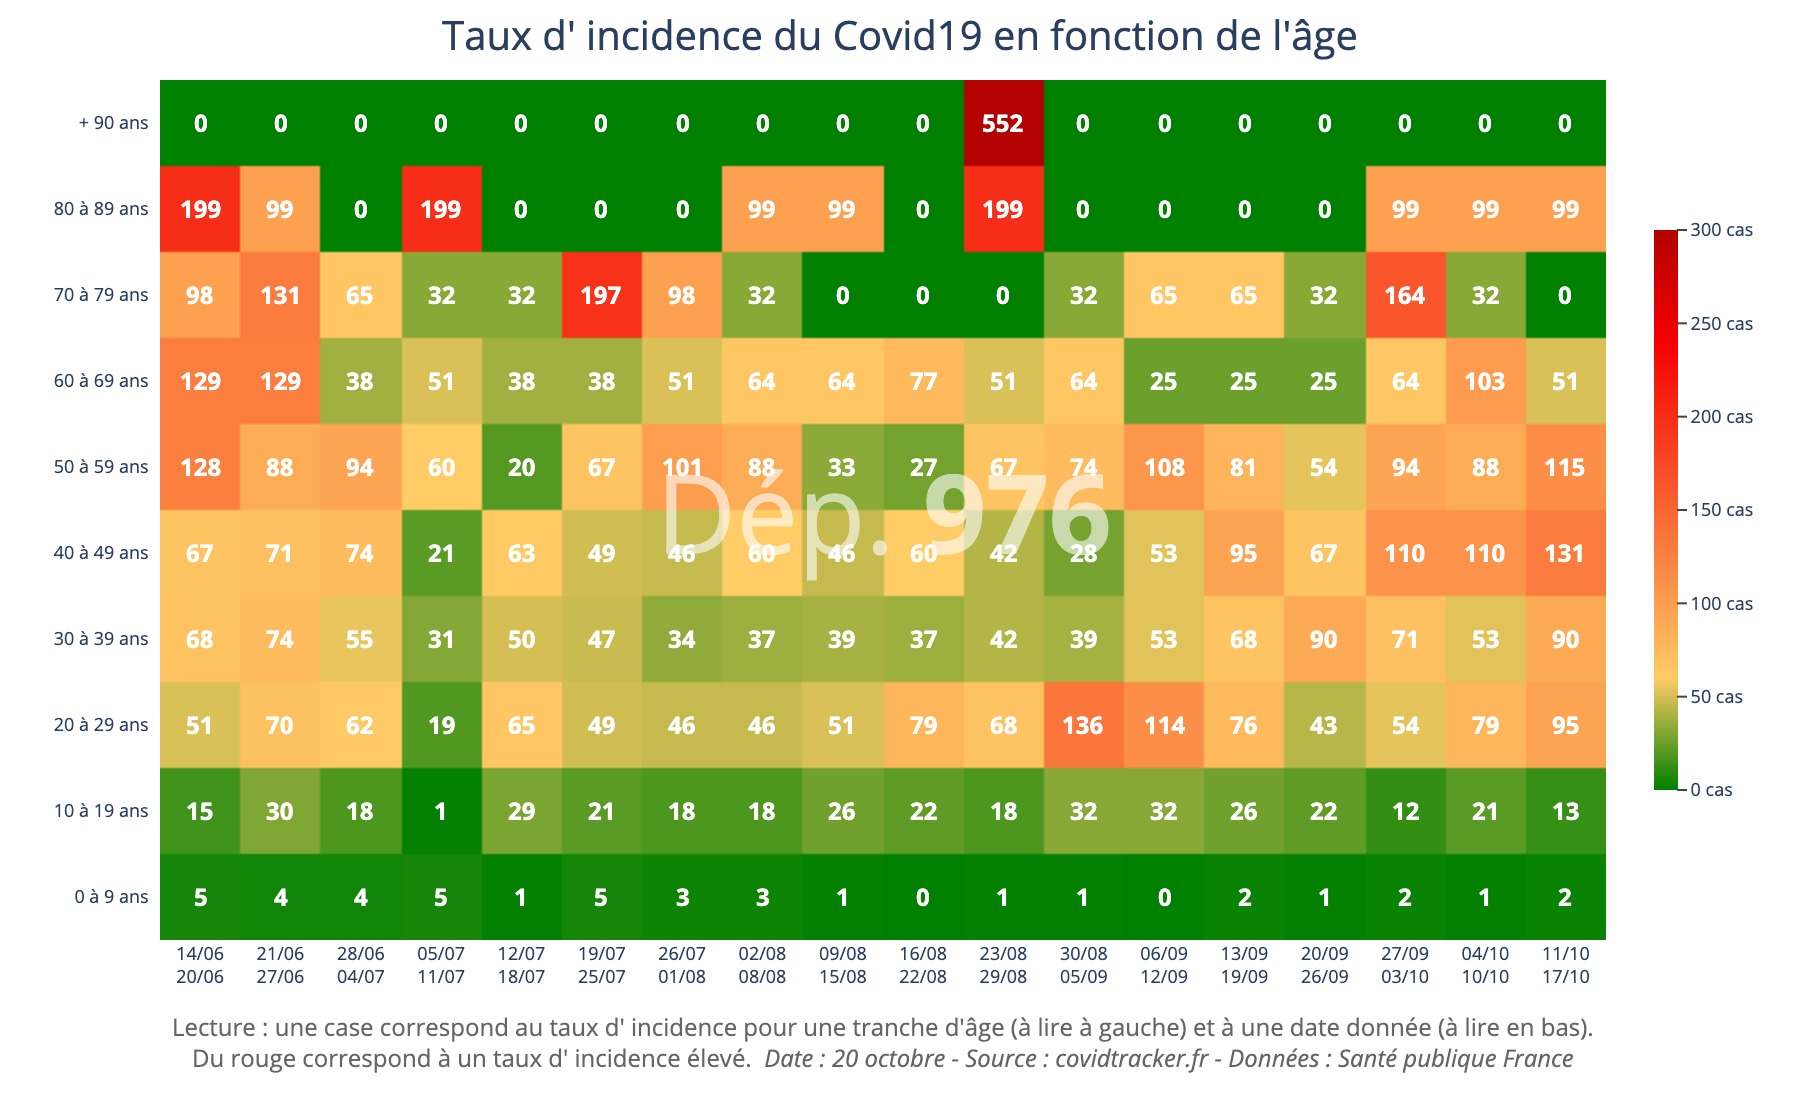 Taux d' incidence du Covid19 en fonction de l'âge
+ 90 ans 0 0 0 0 0 0 0 0 0 0 552 0 0 0 0 0 0 0
80 à 89 ans 199 99 0 199 0 0 0 99 99 0 199 0 0 0 0 99 99 99
70 à 79 ans 98 131 65 32 32 197 98 32 0 0 0 32 65 65 32 164 32 0
60 à 69 ans 129 129 38 51 38 38 51 64 64 77 51 64 25 25 25 64 103 51
50 à 59 ans 128 88 94 60 20 67 101 88 33 27 67 74 108 81 54 94 88 115
Dép. 976
40 à 49 ans 67 71 74 21 63 49 46 60 46 60 42 28 53 95 67 110 110 131
30 à 39 ans 68 74 55 31 50 47 34 37 39 37 42 39 53 68 90 71 53 90
20 à 29 ans 51 70 62 19 65 49 46 46 51 79 68 136 114 76 43 54 79 95
10 à 19 ans 15 30 18 1 29 21 18 18 26 22 18 32 32 26 22 12 21 13
0 à 9 ans 5 4 4 5 1 5 3 3 1 0 1 1 0 2 1 2 1 2
14/06 21/06 28/06 05/07 12/07 19/07 26/07 02/08 09/08 16/08 23/08 30/08 06/09 13/09 20/09 27/09 04/10 11/10
20/06 27/06 04/07 11/07 18/07 25/07 01/08 08/08 15/08 22/08 29/08 05/09 12/09 19/09 26/09 03/10 10/10 17/10
300 cas
250 cas
200 cas
150 cas
100 cas
50 cas
0 cas
Lecture : une case correspond au taux d' incidence pour une tranche d'âge (à lire à gauche) et à une date donnée (à lire en bas).
Du rouge correspond à un taux d' incidence élevé. Date : 20 octobre - Source : covidtracker.fr - Données : Santé publique France